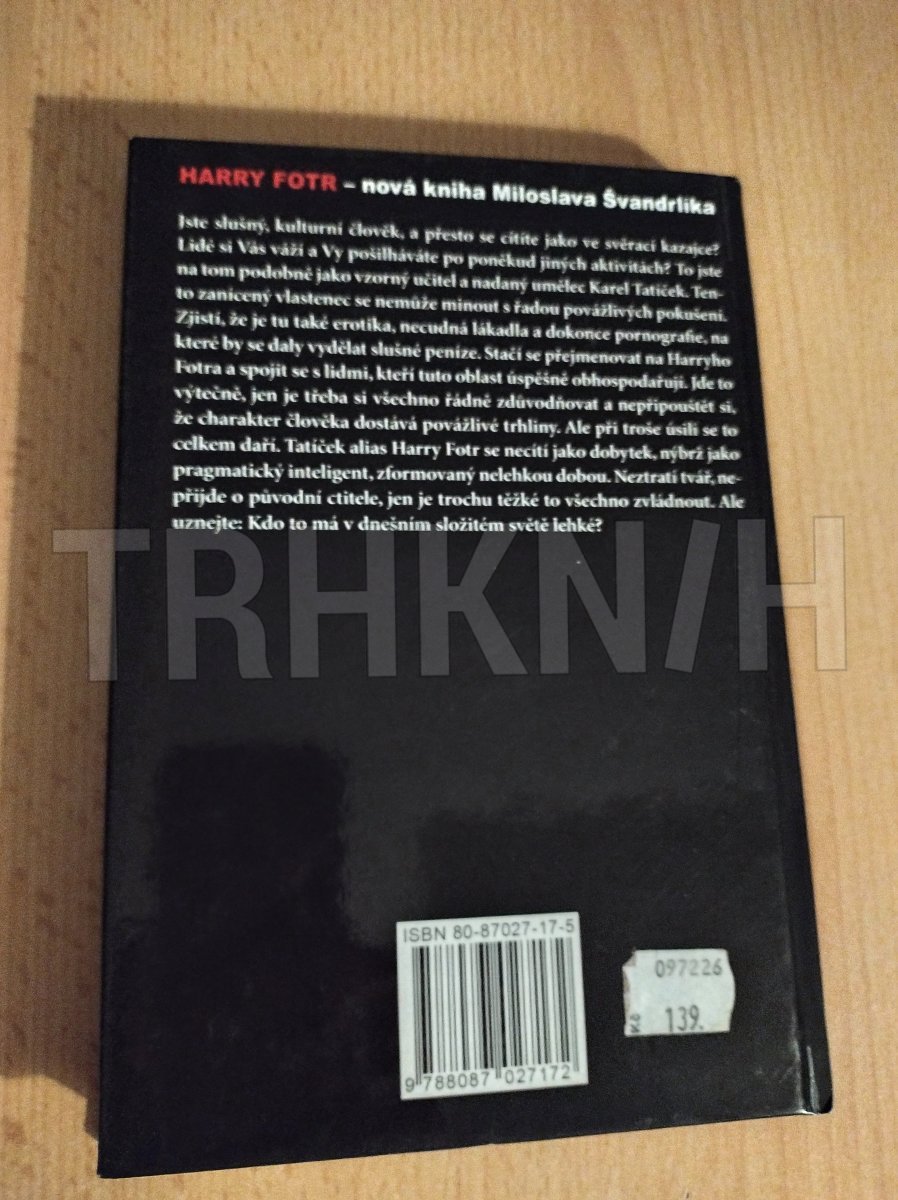 HARRY FOTR – nová kniha Miloslava Švandrlíka
Jste slušný, kulturní člověk, a přesto se cítíte jako ve svěrací kazajce?
Lidé si Vás váží a Vy pošilháváte po poněkud jiných aktivitách? To jste
na tom podobně jako vzorný učitel a nadaný umělec Karel Tatíček. Ten-
to zanícený vlastenec se nemůže minout s řadou povážlivých pokušení.
Zjistí, že je tu také erotika, necudná lákadla a dokonce pornografie, na
které by se daly vydělat slušné peníze. Stačí se přejmenovat na Harryho
Fotra a spojit se s lidmi, kteří tuto oblast úspěšně obhospodařují. Jde to
výtečně, jen je třeba si všechno řádně zdůvodňovat a nepřipouštět si,
že charakter člověka dostává povážlivé trhliny. Ale při troše úsilí se to
celkem daří. Tatíček alias Harry Fotr se necítí jako dobytek, nýbrž jako
pragmatický inteligent, zformovaný nelehkou dobou. Neztratí tvář, ne-
přijde o původní ctitele, jen je trochu těžké to všechno zvládnout. Ale
uznejte: Kdo to má v dnešním složitém světě lehké?
TRHKN/H
ISBN 80-87027-17-5
9 788087 027172
097226
Kč 139.